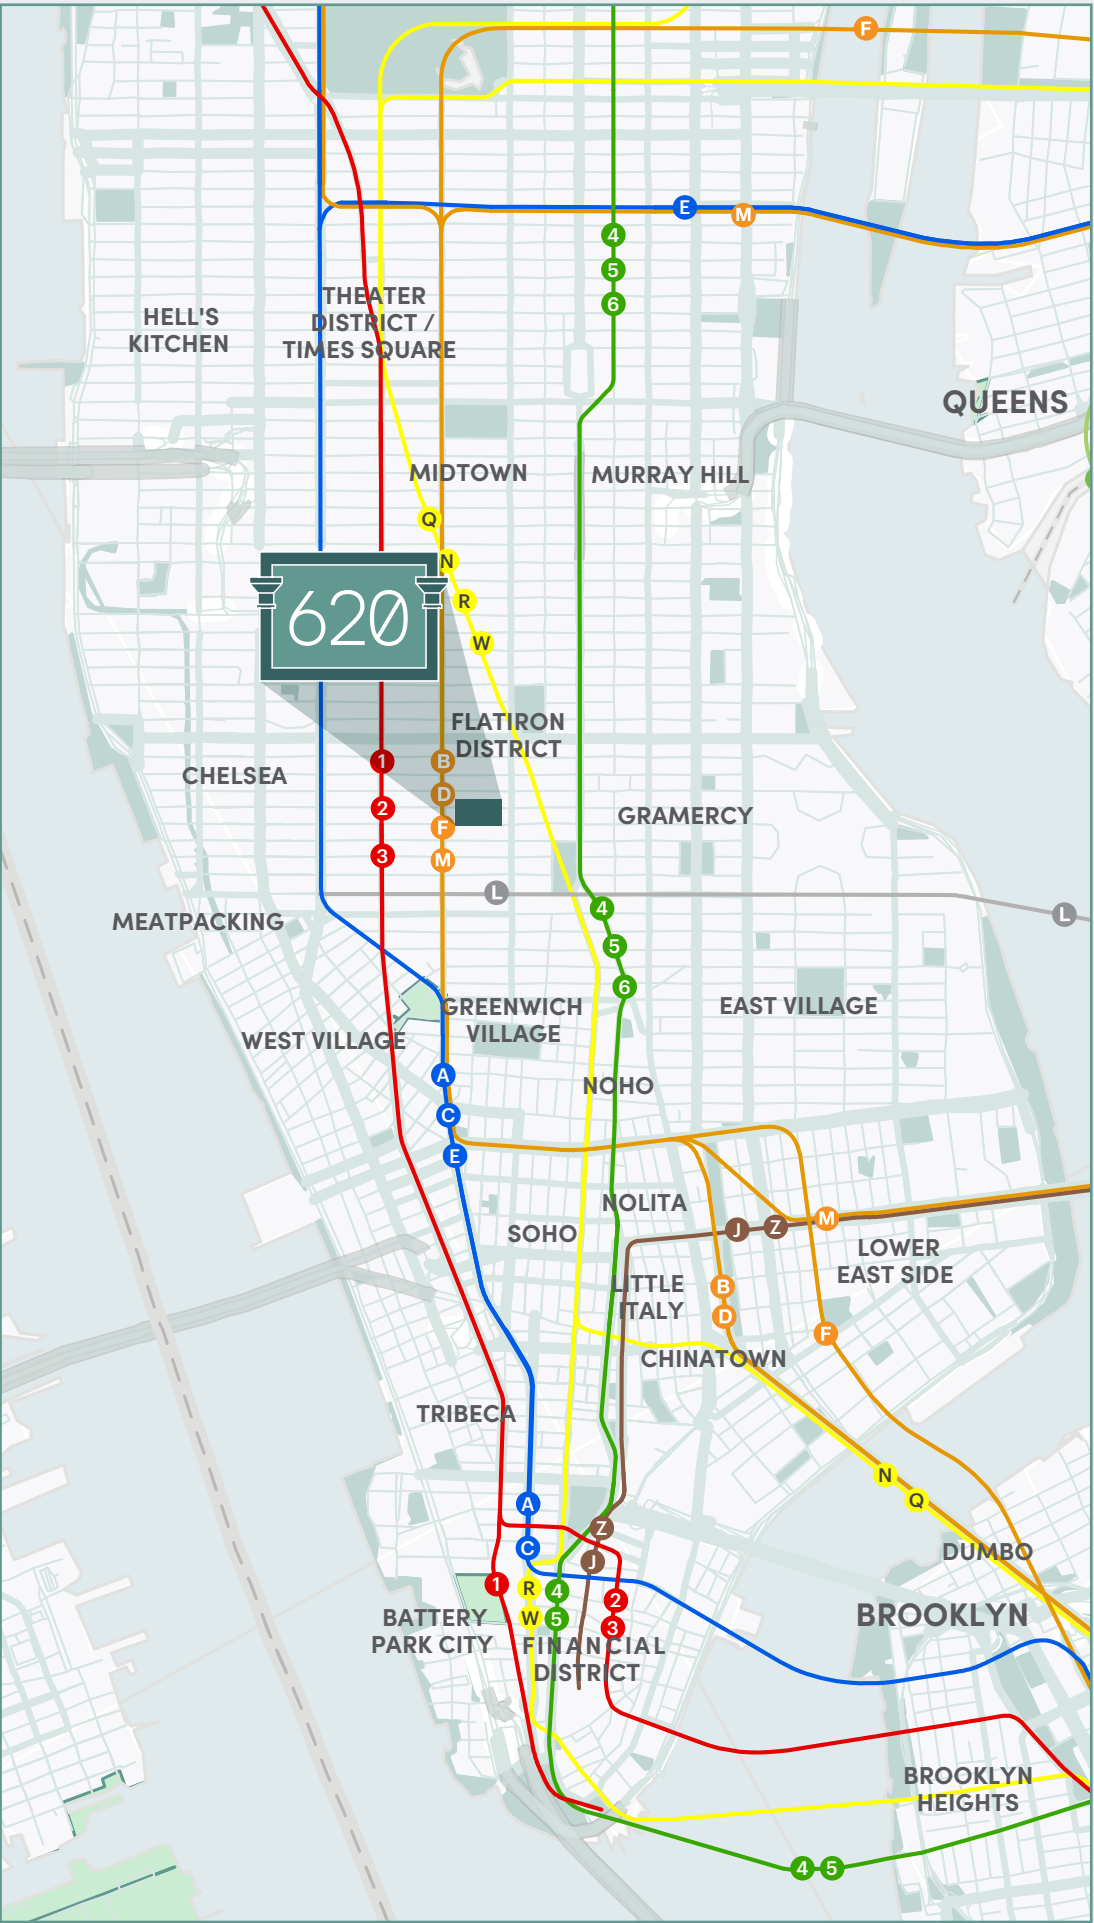 F
E
M
4
5
6
THEATER
DISTRICT /
TIMES SQUARE
HELL'S
KITCHEN
QUEENS
MIDTOWN
MURRAY HILL
Q
N
R
W
620
FLATIRON
DISTRICT
CHELSEA
1
2
3
B
D
F
M
GRAMERCY
L
L
MEATPACKING
4
5
6
GREENWICH
VILLAGE
EAST VILLAGE
WEST VILLAGE
A
C
E
NOHO
NOLITA
SOHO
J
Z
M
LOWER
EAST SIDE
LITTLE
ITALY
B
D
F
CHINATOWN
TRIBECA
N
Q
A
C
Z
J
DUMBO
1
R
W
4
5
2
3
BROOKLYN
BATTERY
PARK CITY
FINANCIAL
DISTRICT
BROOKLYN
HEIGHTS
4
5